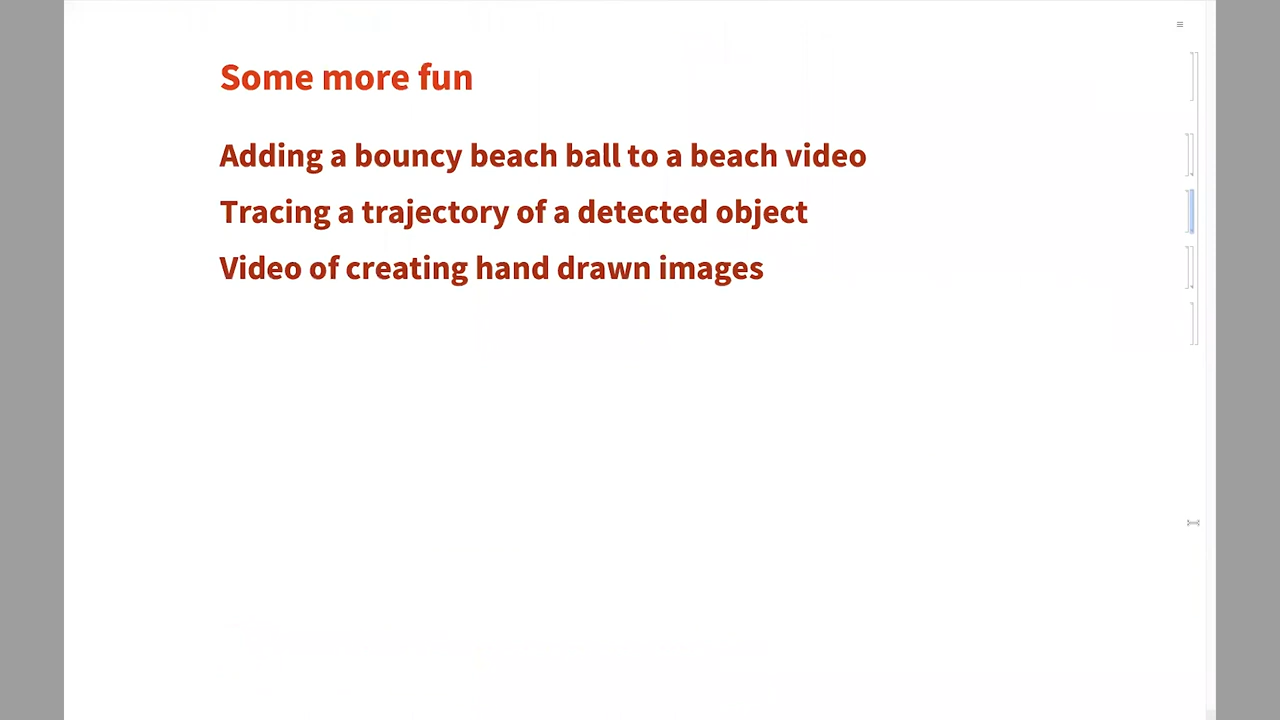 Some more fun
Adding a bouncy beach ball to a beach video
Tracing a trajectory of a detected object
Video of creating hand drawn images